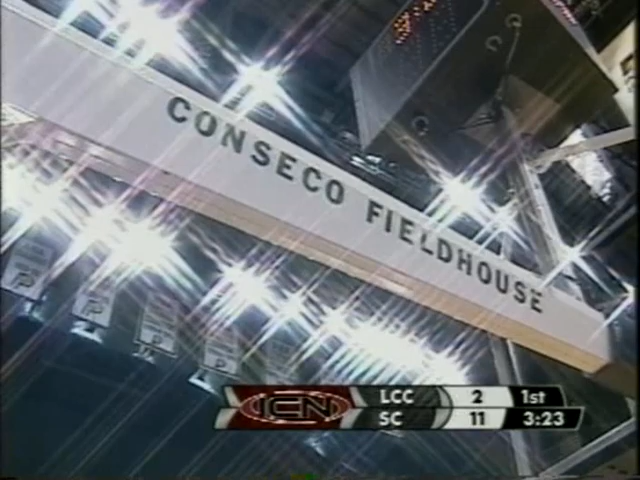 CONSECO FIELDHOUSE
ICN LCC 2 1st
SC 11 3:23